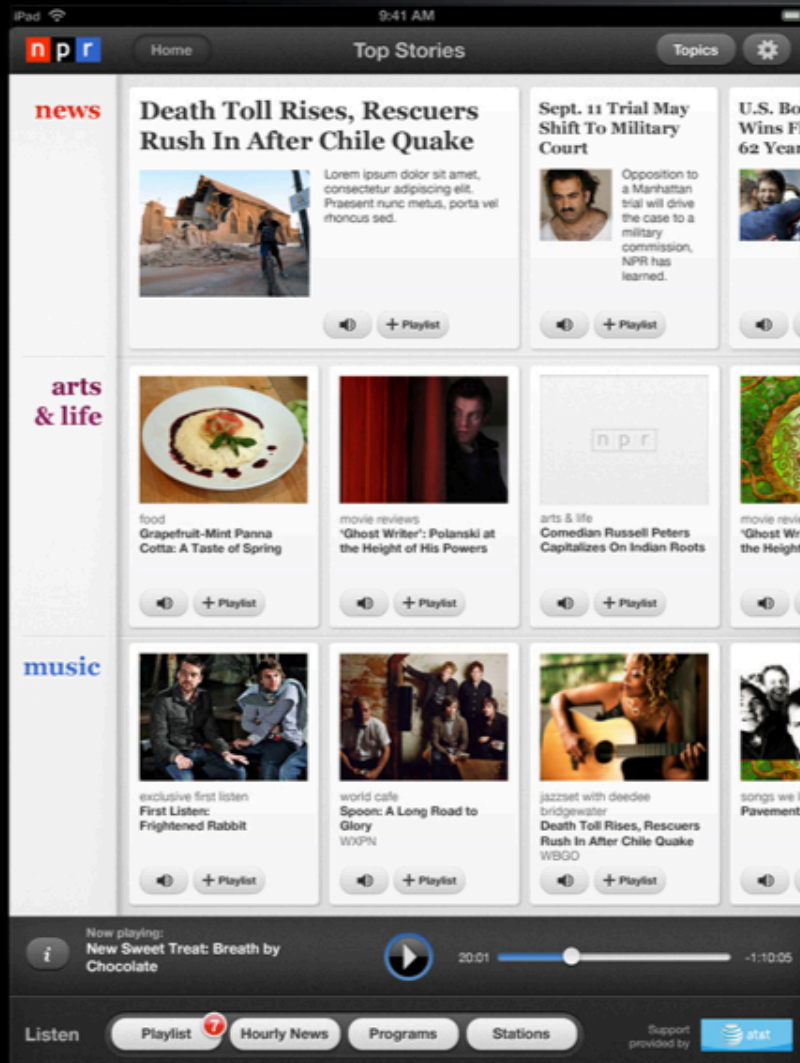 iPad
9:41 AM
npr
Home
Top Stories
Topics
news
Death Toll Rises, Rescuers
Rush In After Chile Quake
Lorem ipsum dolor sit amet,
consectetur adipiscing elit.
Praesent nunc metus, porta vel
rhoncus sed.
+ Playlist
Sept. 11 Trial May
Shift To Military
Court
Opposition to
a Manhattan
trial will drive
the case to a
military
commission,
NPR has
learned.
+ Playlist
U.S. Bo
Wins F
62 Year
arts
& life
food
Grapefruit-Mint Panna
Cotta: A Taste of Spring
+ Playlist
movie reviews
'Ghost Writer': Polanski at
the Height of His Powers
+ Playlist
npr
arts & life
Comedian Russell Peters
Capitalizes On Indian Roots
+ Playlist
movie revi
'Ghost Wr
the Height
music
exclusive first listen
First Listen:
Frightened Rabbit
+ Playlist
world cafe
Spoon: A Long Road to
Glory
WXPN
+ Playlist
jazzset with deedee
bridgewater
Death Toll Rises, Rescuers
Rush In After Chile Quake
WBGO
+ Playlist
songs we l
Pavement
i
Now playing:
New Sweet Treat: Breath by
Chocolate
20:01
-1:10:05
Listen
Playlist
7
Hourly News
Programs
Stations
Support
provided by
at&t